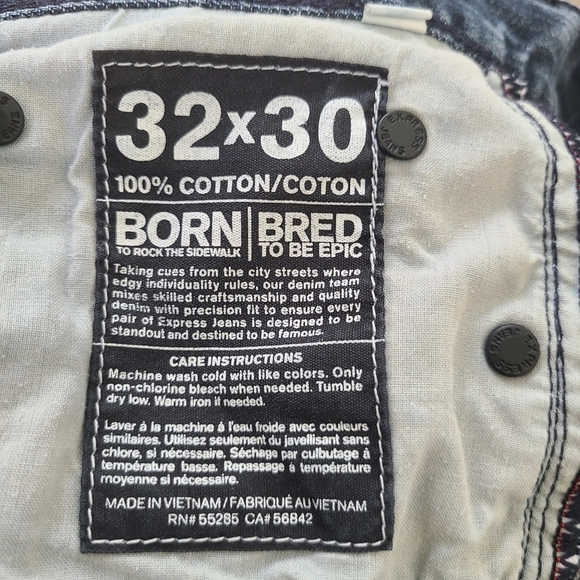 32x30
100% COTTON/COTON
BORN BRED
TO ROCK THE SIDEWALK TO BE EPIC
Taking cues from the city streets where
edgy individuality rules, our denim team
mixes skilled craftsmanship and quality
denim with precision fit to ensure every
pair of Express Jeans is designed to be
standout and destined to be famous.
CARE INSTRUCTIONS
Machine wash cold with like colors. Only
non-chlorine bleach when needed. Tumble
dry low. Warm iron if needed.
Laver à la machine à l'eau froide avec couleurs
similaires. Utilisez seulement du javellisant sans
chlore, si nécessaire. Séchage par culbutage à
température basse. Repassage à température
moyenne si nécessaire.
MADE IN VIETNAM / FABRIQUÉ AU VIETNAM
RN# 55285 CA# 56842
EXPRESS JEANS
EXPRESS JEANS
JEANS